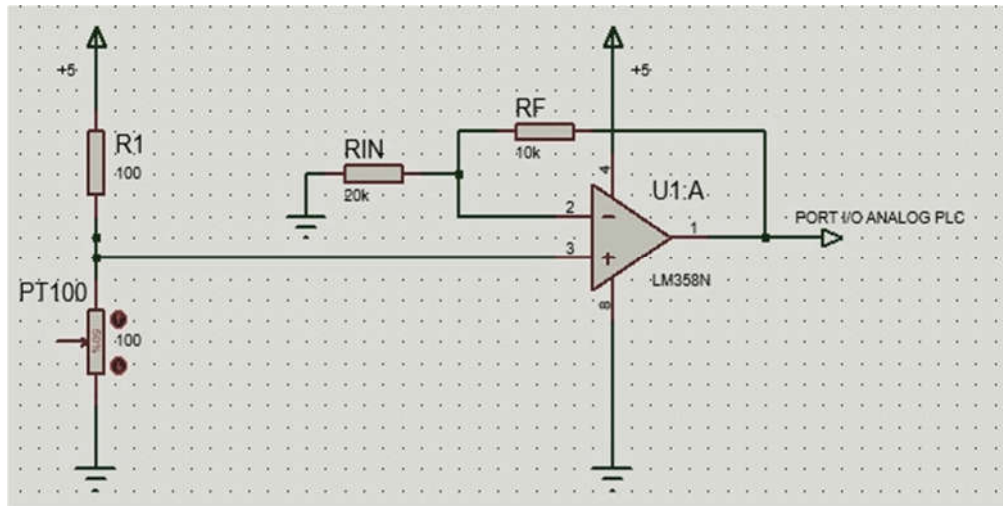 +5
+5
R1
100
RF
10k
RIN
20k
4
U1:A
2
1
PORT I/O ANALOG PLC
3
LM358N
8
PT100
100
50%